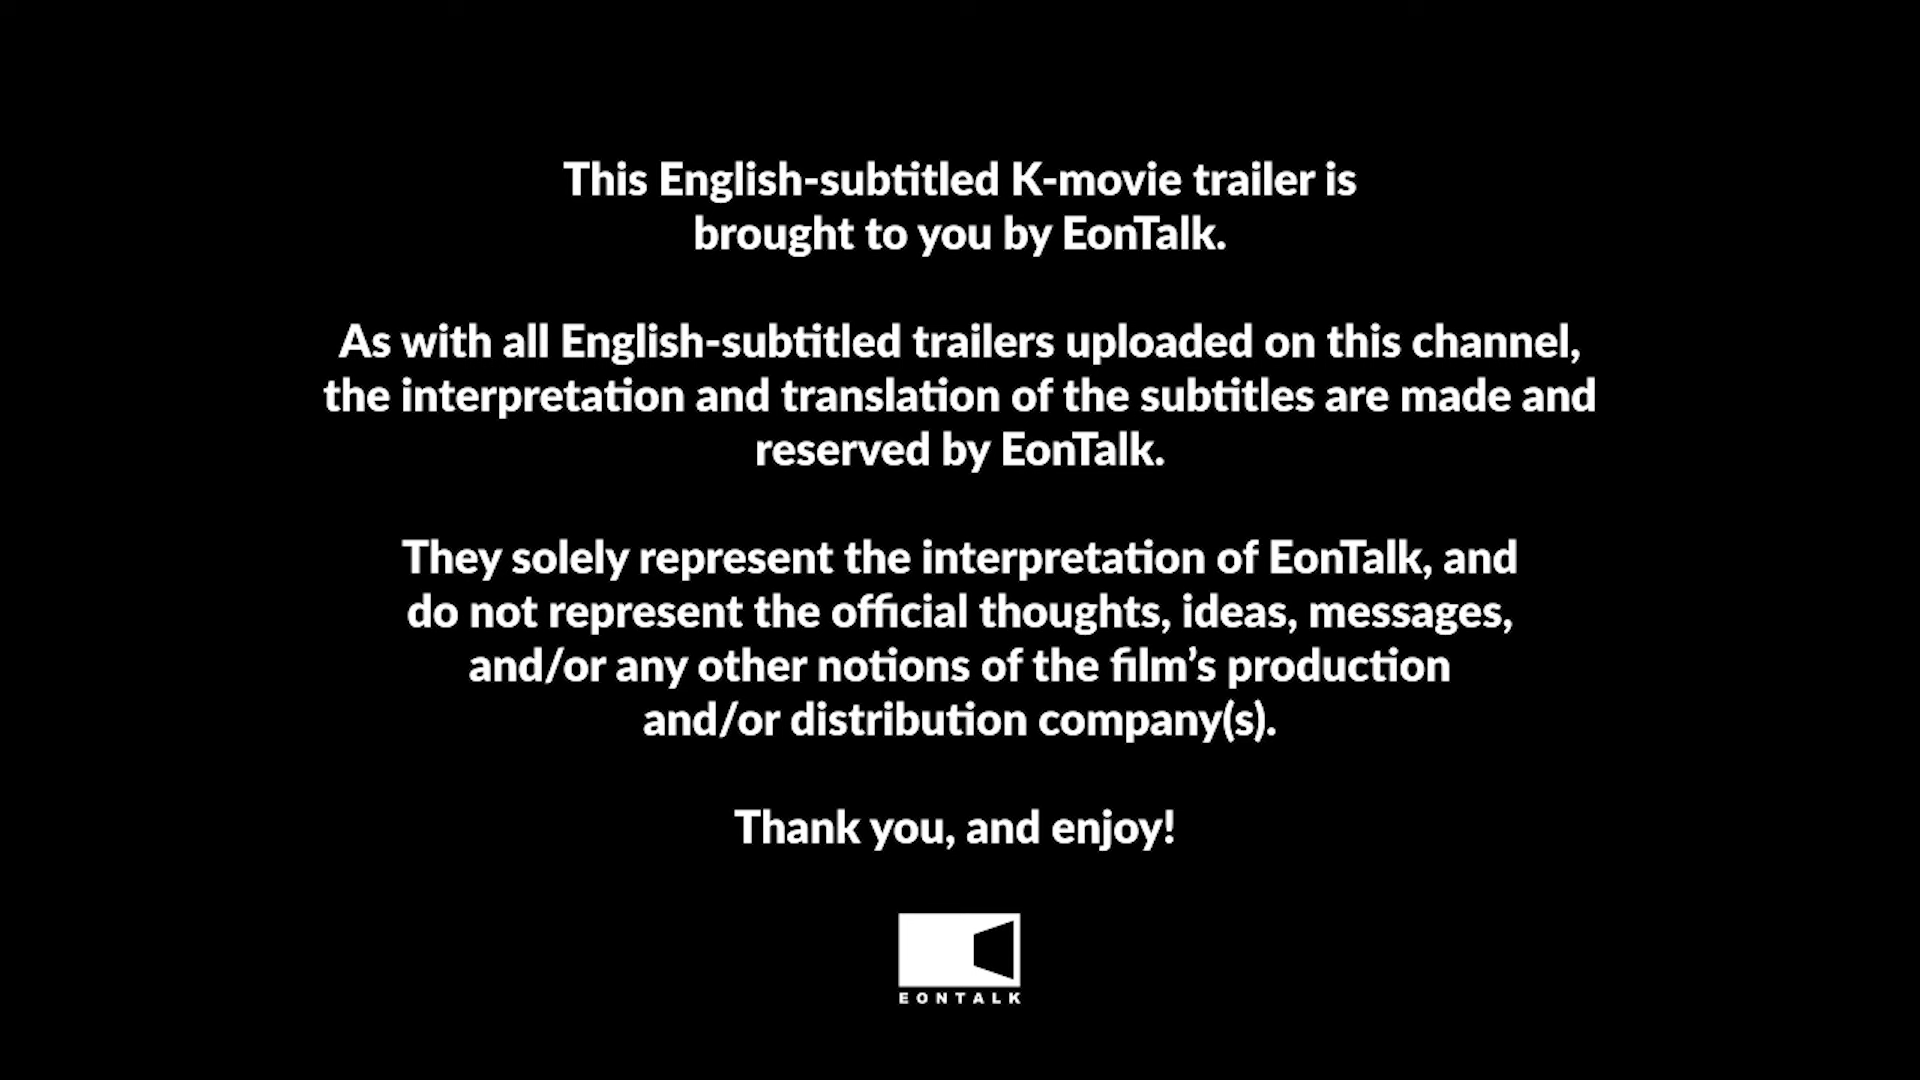 This English-subtitled K-movie trailer is
brought to you by EonTalk.
As with all English-subtitled trailers uploaded on this channel,
the interpretation and translation of the subtitles are made and
reserved by EonTalk.
They solely represent the interpretation of EonTalk, and
do not represent the official thoughts, ideas, messages,
and/or any other notions of the film’s production
and/or distribution company(s).
Thank you, and enjoy!
EONTALK